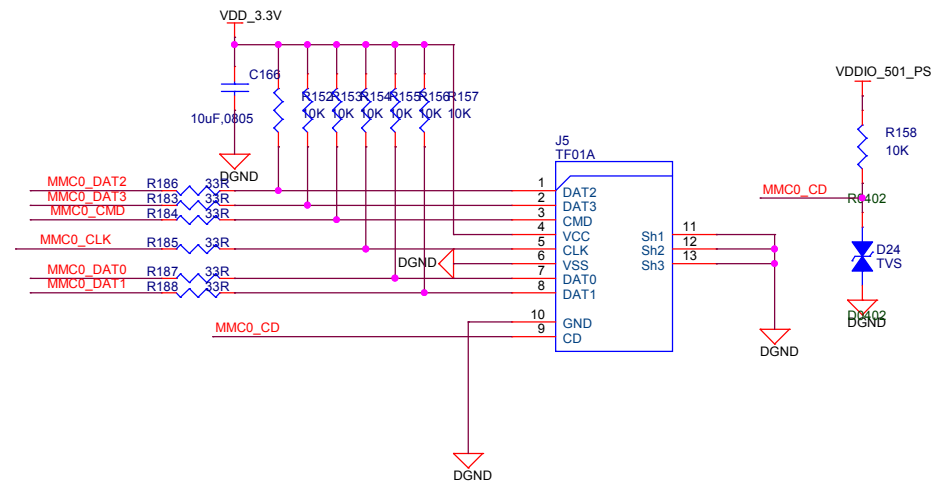 VDD_3.3V
C166
10uF,0805
DGND
R152 R153 R154 R155 R156 R157
10K 10K 10K 10K 10K 10K
VDDIO_501_PS
R158
10K
R0402
MMC0_CD
D24
TVS
D0402
DGND
J5
TF01A
MMC0_DAT2 R186 33R 1 DAT2
MMC0_DAT3 R183 33R 2 DAT3
MMC0_CMD R184 33R 3 CMD
4 VCC Sh1 11
MMC0_CLK R185 33R 5 CLK Sh2 12
DGND 6 VSS Sh3 13
MMC0_DAT0 R187 33R 7 DAT0
MMC0_DAT1 R188 33R 8 DAT1
10 GND
MMC0_CD 9 CD
DGND
DGND